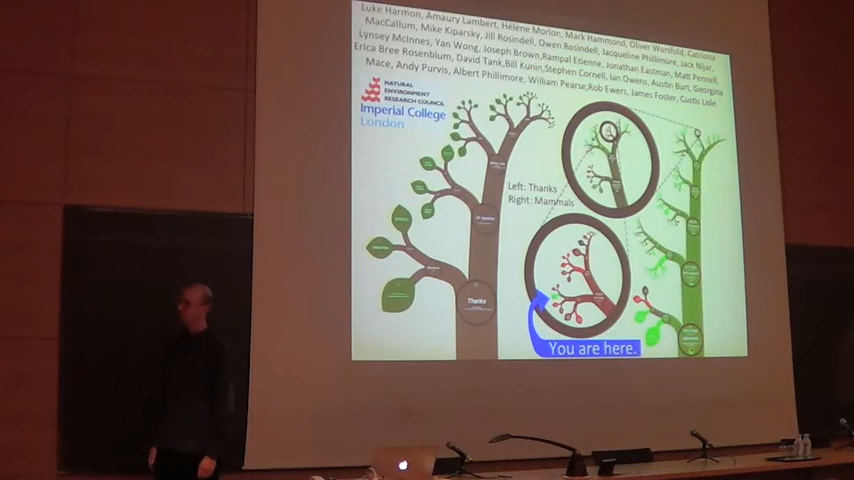 Luke Harmon, Amaury Lambert, Helene Morlon, Mark Hammond, Oliver Worsfold, Catriona
MacCallum, Mike Kiparsky, Jill Rosindell, Owen Rosindell, Jacqueline Phillimore, Jack Nijar,
Lynsey McInnes, Yan Wong, Joseph Brown,Rampal Etienne, Jonathan Eastman, Matt Pennell,
Erica Bree Rosenblum, David Tank,Bill Kunin,Stephen Cornell, Ian Owens, Austin Burt, Georgina
Mace, Andy Purvis, Albert Phillimore, William Pearse,Rob Ewers, James Foster, Custis Lisle
NATURAL
ENVIRONMENT
RESEARCH COUNCIL
Imperial College
London
Left: Thanks
Right: Mammals
Thanks
You are here.